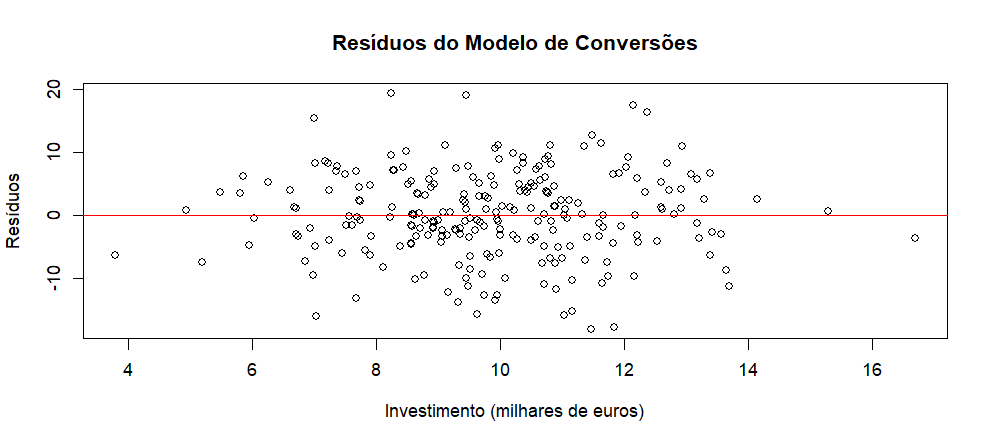 Resíduos do Modelo de Conversões
Resíduos
20
10
0
-10
4 6 8 10 12 14 16
Investimento (milhares de euros)